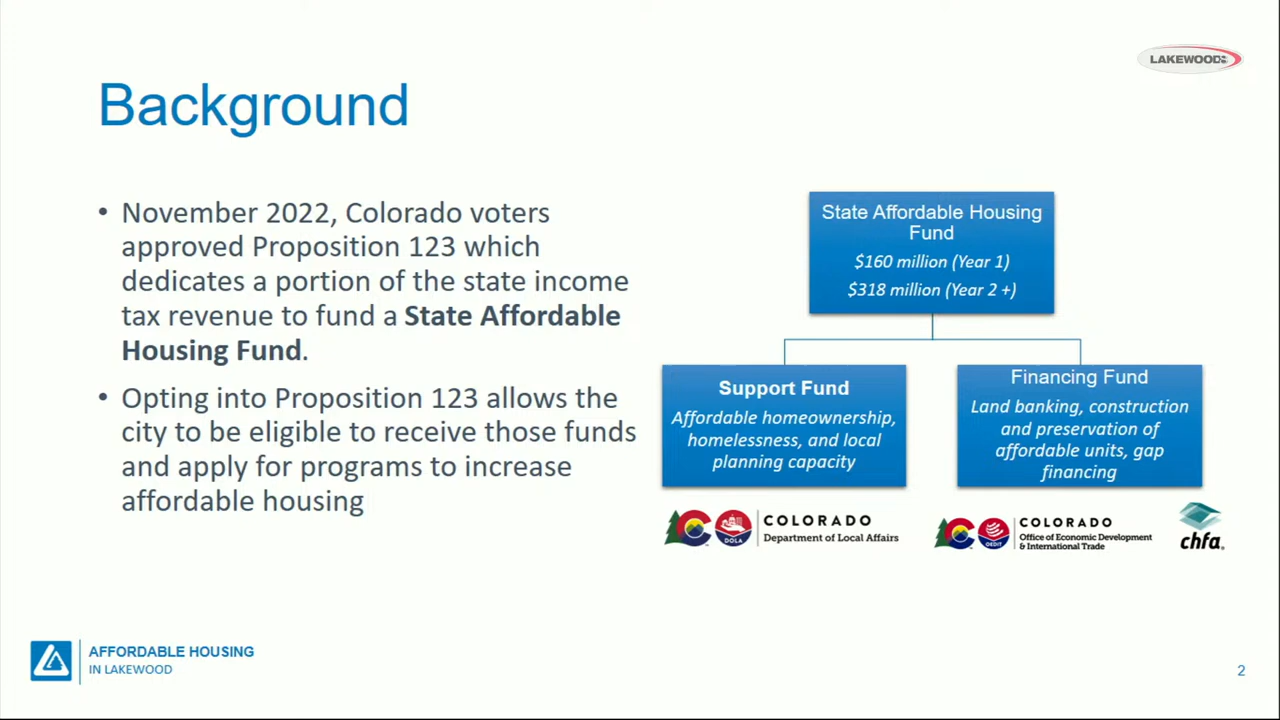 LAKEWOOD8
Background
• November 2022, Colorado voters
approved Proposition 123 which
dedicates a portion of the state income
tax revenue to fund a State Affordable
Housing Fund.
• Opting into Proposition 123 allows the
city to be eligible to receive those funds
and apply for programs to increase
affordable housing
State Affordable Housing
Fund
$160 million (Year 1)
$318 million (Year 2 +)
Support Fund
Affordable homeownership,
homelessness, and local
planning capacity
Financing Fund
Land banking, construction
and preservation of
affordable units, gap
financing
DOLA
COLORADO
Department of Local Affairs
OEDIT
COLORADO
Office of Economic Development
& International Trade
chfa.
AFFORDABLE HOUSING
IN LAKEWOOD
2